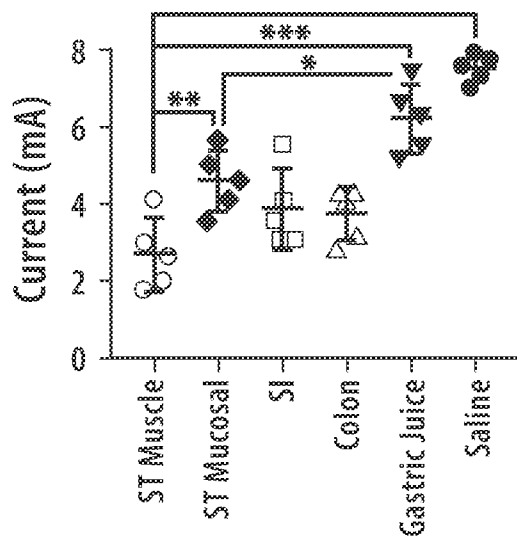 ***
*
**
Current (mA)
8
6
4
2
0
ST Muscle
ST Mucosal
SI
Colon
Gastric Juice
Saline